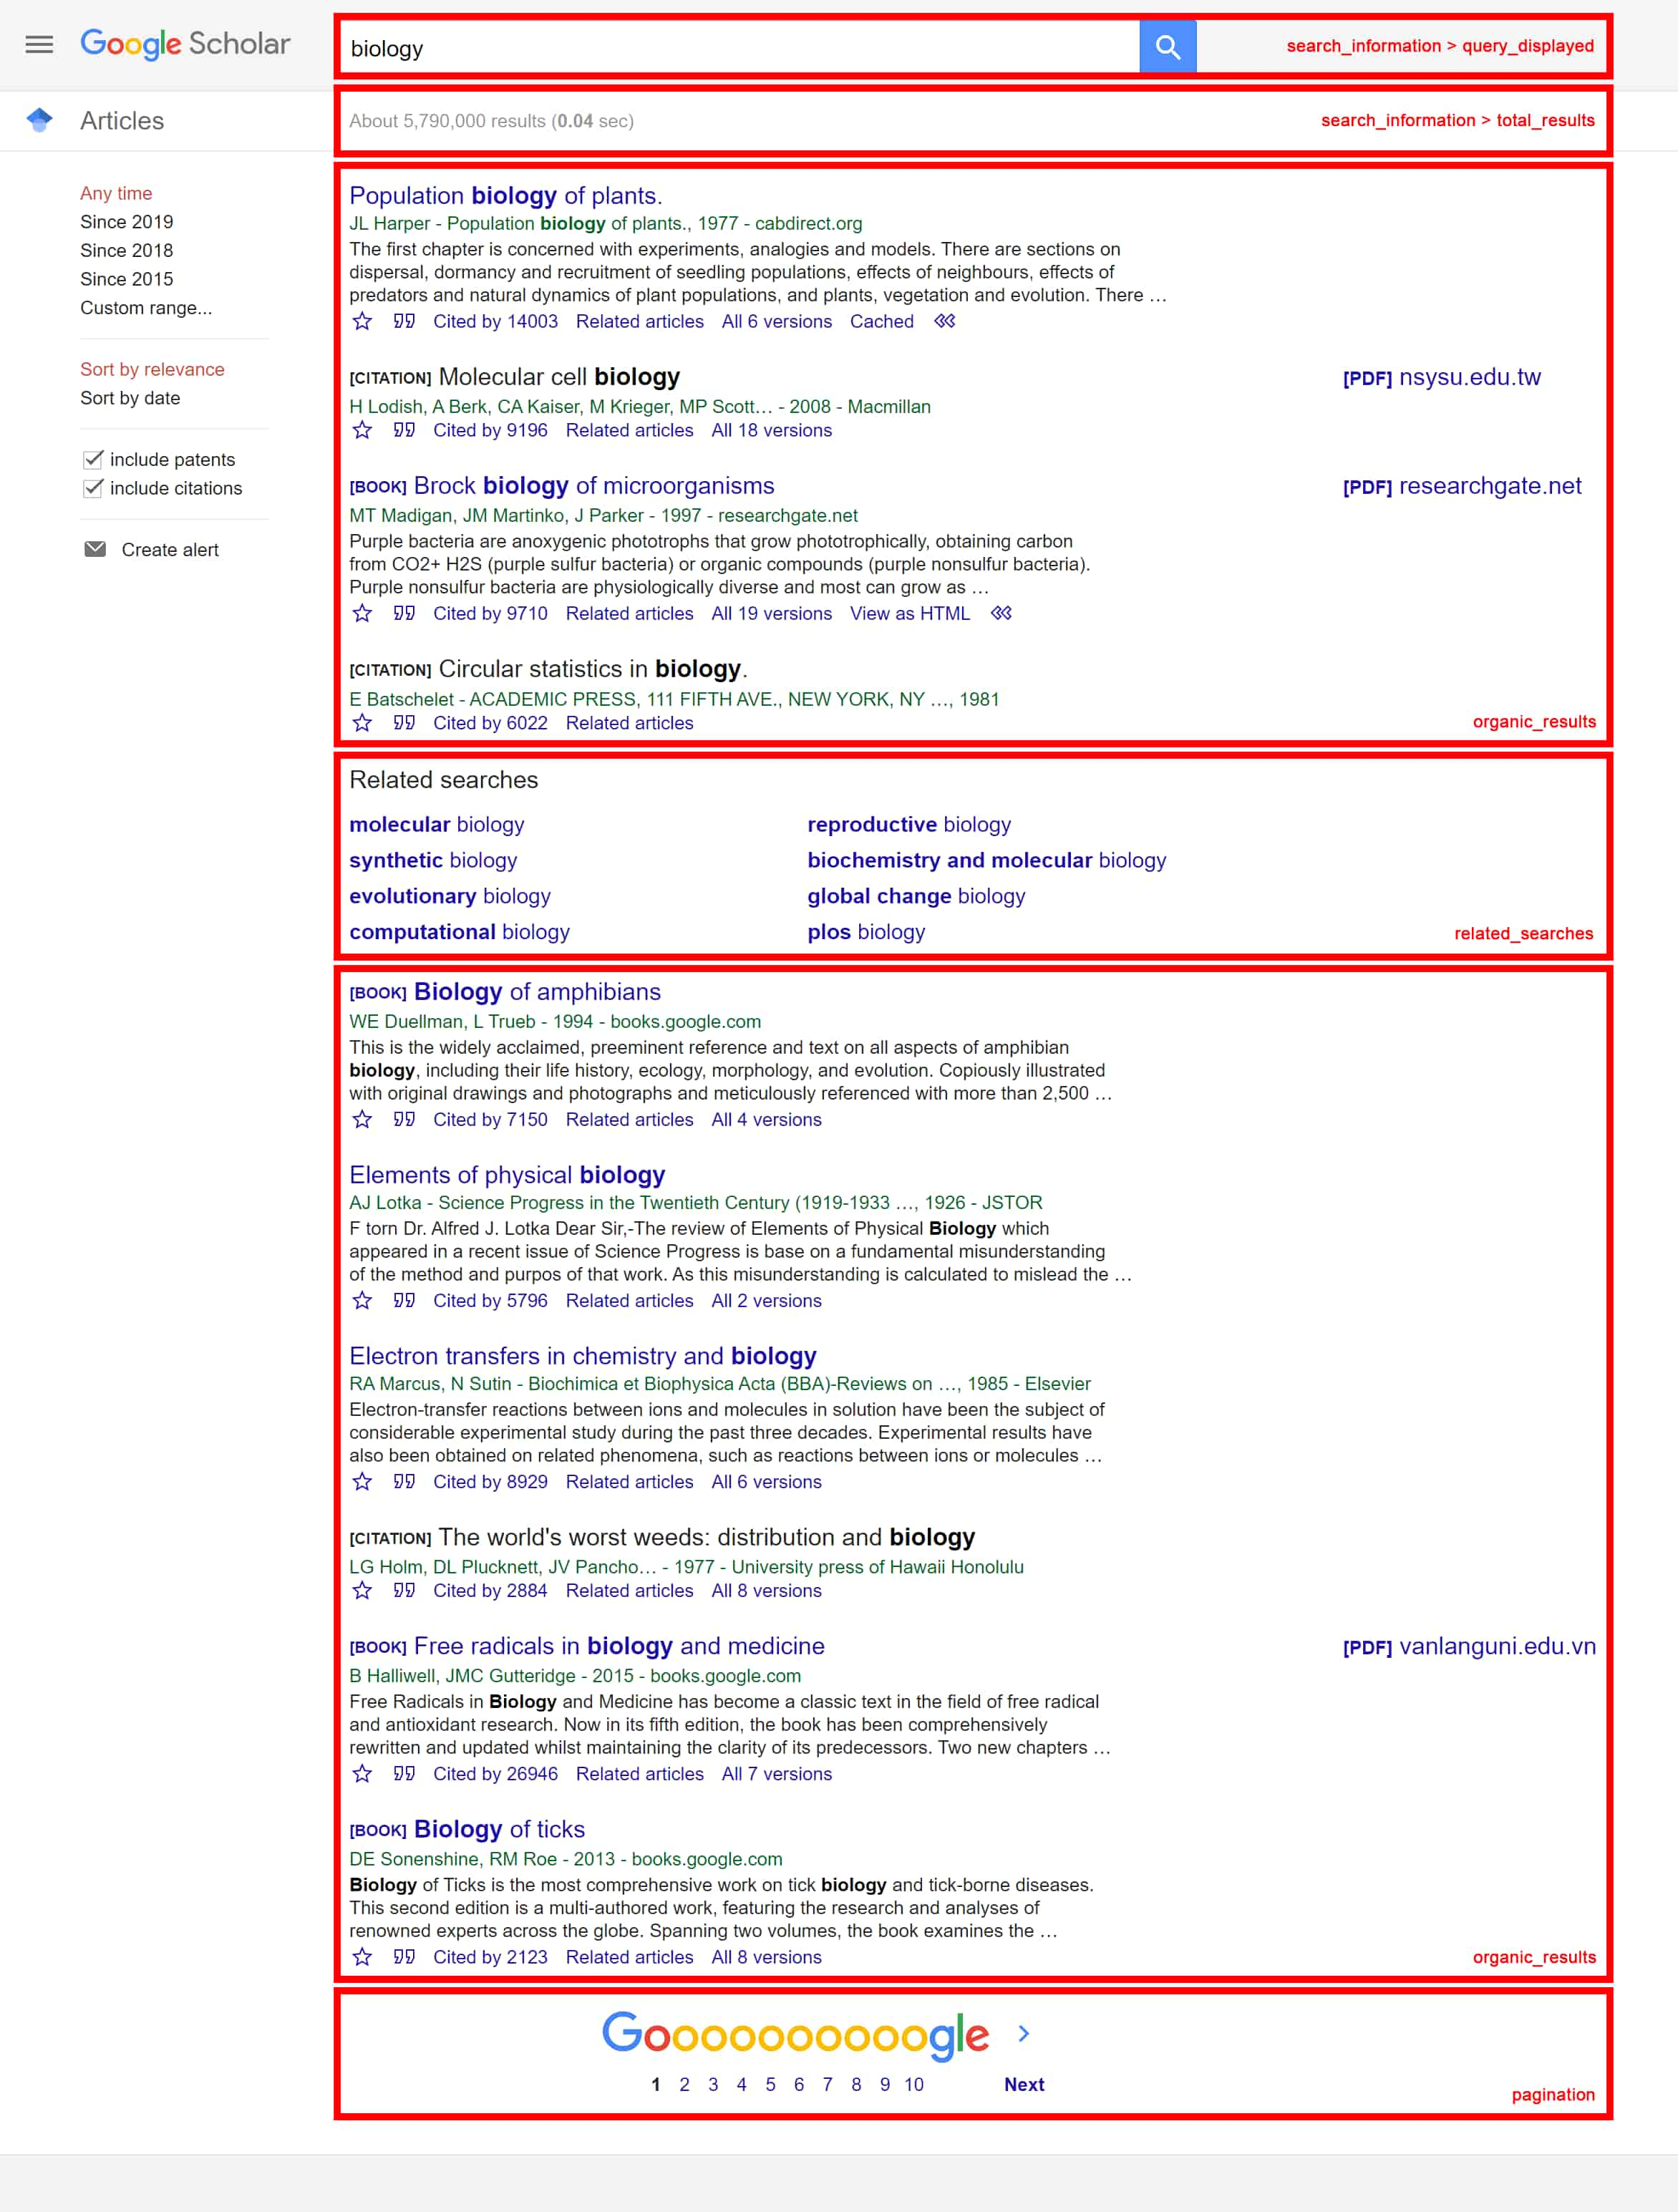 Google Scholar
biology
search_information > query_displayed
Articles
About 5,790,000 results (0.04 sec)
search_information > total_results
Any time
Since 2019
Since 2018
Since 2015
Custom range...
Sort by relevance
Sort by date
include patents
include citations
Create alert
Population biology of plants.
JL Harper - Population biology of plants., 1977 - cabdirect.org
The first chapter is concerned with experiments, analogies and models. There are sections on
dispersal, dormancy and recruitment of seedling populations, effects of neighbours, effects of
predators and natural dynamics of plant populations, and plants, vegetation and evolution. There …
Cited by 14003 Related articles All 6 versions Cached
[CITATION] Molecular cell biology
[PDF] nsysu.edu.tw
H Lodish, A Berk, CA Kaiser, M Krieger, MP Scott… - 2008 - Macmillan
Cited by 9196 Related articles All 18 versions
[BOOK] Brock biology of microorganisms
[PDF] researchgate.net
MT Madigan, JM Martinko, J Parker - 1997 - researchgate.net
Purple bacteria are anoxygenic phototrophs that grow phototrophically, obtaining carbon
from CO2+ H2S (purple sulfur bacteria) or organic compounds (purple nonsulfur bacteria).
Purple nonsulfur bacteria are physiologically diverse and most can grow as …
Cited by 9710 Related articles All 19 versions View as HTML
[CITATION] Circular statistics in biology.
E Batschelet - ACADEMIC PRESS, 111 FIFTH AVE., NEW YORK, NY …, 1981
Cited by 6022 Related articles
organic_results
Related searches
molecular biology
reproductive biology
synthetic biology
biochemistry and molecular biology
evolutionary biology
global change biology
computational biology
plos biology
related_searches
[BOOK] Biology of amphibians
WE Duellman, L Trueb - 1994 - books.google.com
This is the widely acclaimed, preeminent reference and text on all aspects of amphibian
biology, including their life history, ecology, morphology, and evolution. Copiously illustrated
with original drawings and photographs and meticulously referenced with more than 2,500 …
Cited by 7150 Related articles All 4 versions
Elements of physical biology
AJ Lotka - Science Progress in the Twentieth Century (1919-1933 …, 1926 - JSTOR
F torn Dr. Alfred J. Lotka Dear Sir,-The review of Elements of Physical Biology which
appeared in a recent issue of Science Progress is base on a fundamental misunderstanding
of the method and purpos of that work. As this misunderstanding is calculated to mislead the …
Cited by 5796 Related articles All 2 versions
Electron transfers in chemistry and biology
RA Marcus, N Sutin - Biochimica et Biophysica Acta (BBA)-Reviews on …, 1985 - Elsevier
Electron-transfer reactions between ions and molecules in solution have been the subject of
considerable experimental study during the past three decades. Experimental results have
also been obtained on related phenomena, such as reactions between ions or molecules …
Cited by 8929 Related articles All 6 versions
[CITATION] The world's worst weeds: distribution and biology
LG Holm, DL Plucknett, JV Pancho… - 1977 - University press of Hawaii Honolulu
Cited by 2884 Related articles All 8 versions
[BOOK] Free radicals in biology and medicine
[PDF] vanlanguni.edu.vn
B Halliwell, JMC Gutteridge - 2015 - books.google.com
Free Radicals in Biology and Medicine has become a classic text in the field of free radical
and antioxidant research. Now in its fifth edition, the book has been comprehensively
rewritten and updated whilst maintaining the clarity of its predecessors. Two new chapters …
Cited by 26946 Related articles All 7 versions
[BOOK] Biology of ticks
DE Sonenshine, RM Roe - 2013 - books.google.com
Biology of Ticks is the most comprehensive work on tick biology and tick-borne diseases.
This second edition is a multi-authored work, featuring the research and analyses of
renowned experts across the globe. Spanning two volumes, the book examines the …
Cited by 2123 Related articles All 8 versions
organic_results
Goooooooooogle >
1 2 3 4 5 6 7 8 9 10 Next
pagination